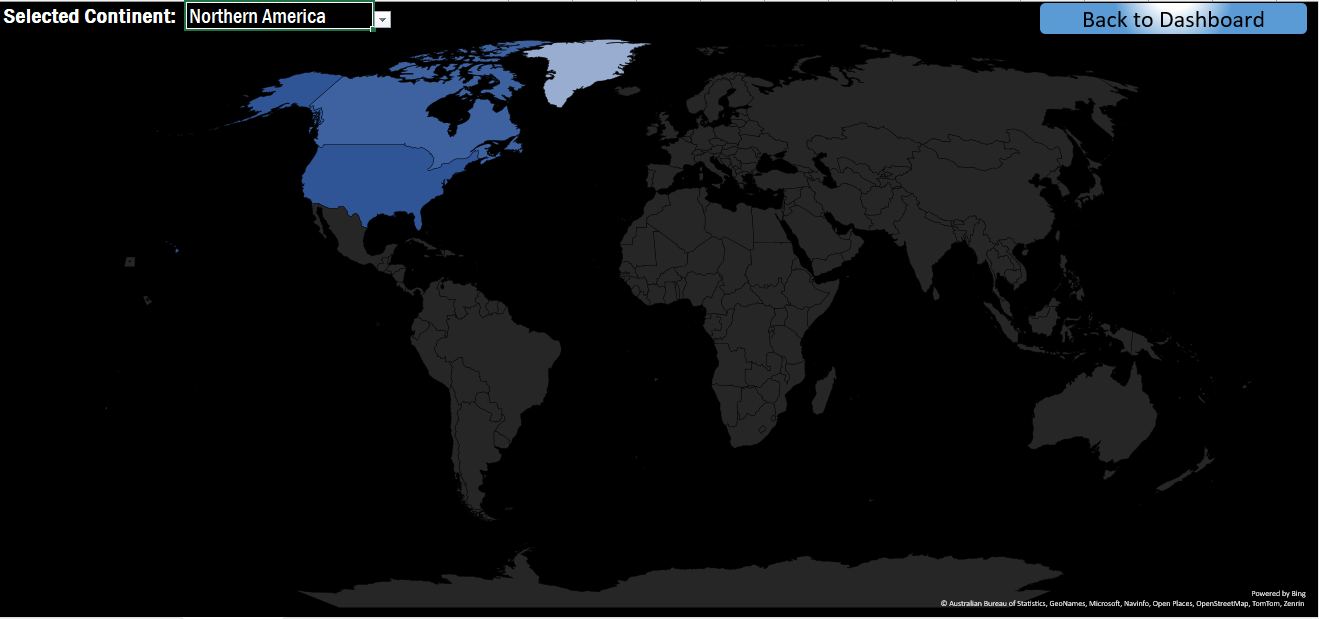 Selected Continent: Northern America
Back to Dashboard
Powered by Bing
© Australian Bureau of Statistics, GeoNames, Microsoft, Navinfo, Open Places, OpenStreetMap, TomTom, Zenrin